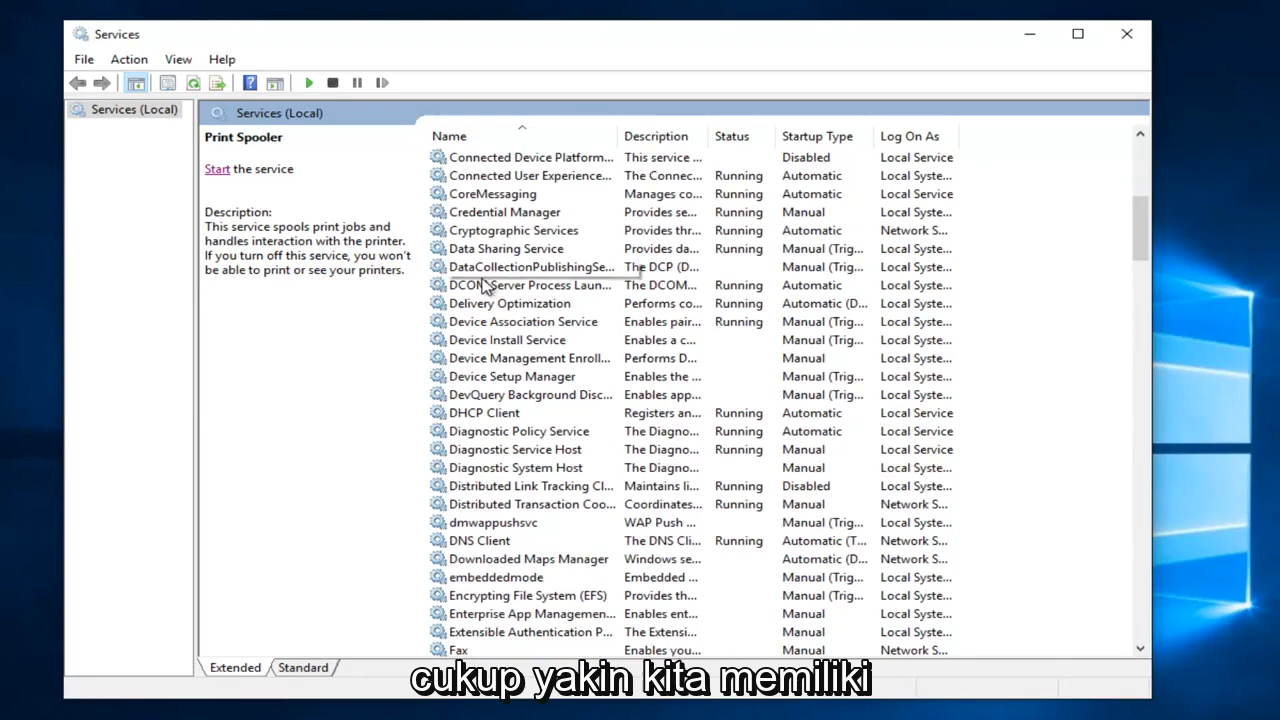 Services
File Action View Help
Services (Local)
Services (Local)
Print Spooler
Start the service
Description:
This service spools print jobs and
handles interaction with the printer.
If you turn off this service, you won't
be able to print or see your printers.
Name Description Status Startup Type Log On As
Connected Device Platform... This service ... Disabled Local Service
Connected User Experience... The Connec... Running Automatic Local Syste...
CoreMessaging Manages co... Running Automatic Local Service
Credential Manager Provides se... Running Manual Local Syste...
Cryptographic Services Provides thr... Running Automatic Network S...
Data Sharing Service Provides da... Running Manual (Trig... Local Syste...
DataCollectionPublishingSe... The DCP (D... Manual (Trig... Local Syste...
DCOM Server Process Laun... The DCOM... Running Automatic Local Syste...
Delivery Optimization Performs co... Running Automatic (D... Local Syste...
Device Association Service Enables pair... Running Manual (Trig... Local Syste...
Device Install Service Enables a c... Manual (Trig... Local Syste...
Device Management Enroll... Performs D... Manual Local Syste...
Device Setup Manager Enables the ... Manual (Trig... Local Syste...
DevQuery Background Disc... Enables app... Manual (Trig... Local Syste...
DHCP Client Registers an... Running Automatic Local Service
Diagnostic Policy Service The Diagno... Running Automatic Local Service
Diagnostic Service Host The Diagno... Running Manual Local Service
Diagnostic System Host The Diagno... Manual Local Syste...
Distributed Link Tracking Cl... Maintains li... Running Disabled Local Syste...
Distributed Transaction Coo... Coordinates... Running Manual Network S...
dmwappushsvc WAP Push ... Manual (Trig... Local Syste...
DNS Client The DNS Cli... Running Automatic (T... Network S...
Downloaded Maps Manager Windows se... Automatic (D... Network S...
embeddedmode Embedded ... Manual (Trig... Local Syste...
Encrypting File System (EFS) Provides th... Manual (Trig... Local Syste...
Enterprise App Managemen... Enables ent... Manual Local Syste...
Extensible Authentication P... The Extensi... Manual Local Syste...
Fax Enables you... Manual Network S...
Extended Standard
cukup yakin kita memiliki